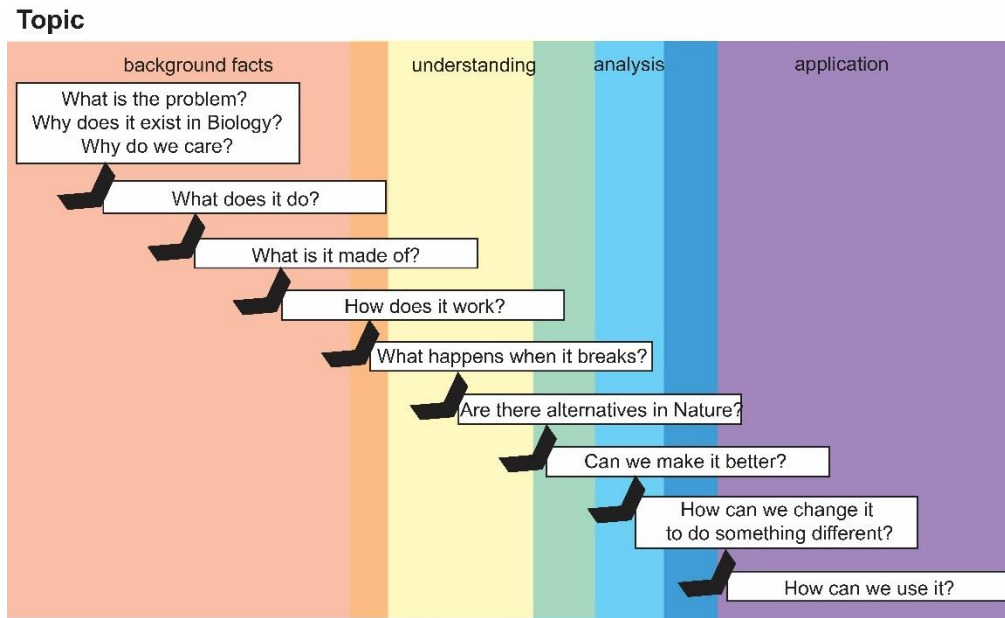 Topic
background facts
understanding
analysis
application
What is the problem?
Why does it exist in Biology?
Why do we care?
What does it do?
What is it made of?
How does it work?
What happens when it breaks?
Are there alternatives in Nature?
Can we make it better?
How can we change it
to do something different?
How can we use it?